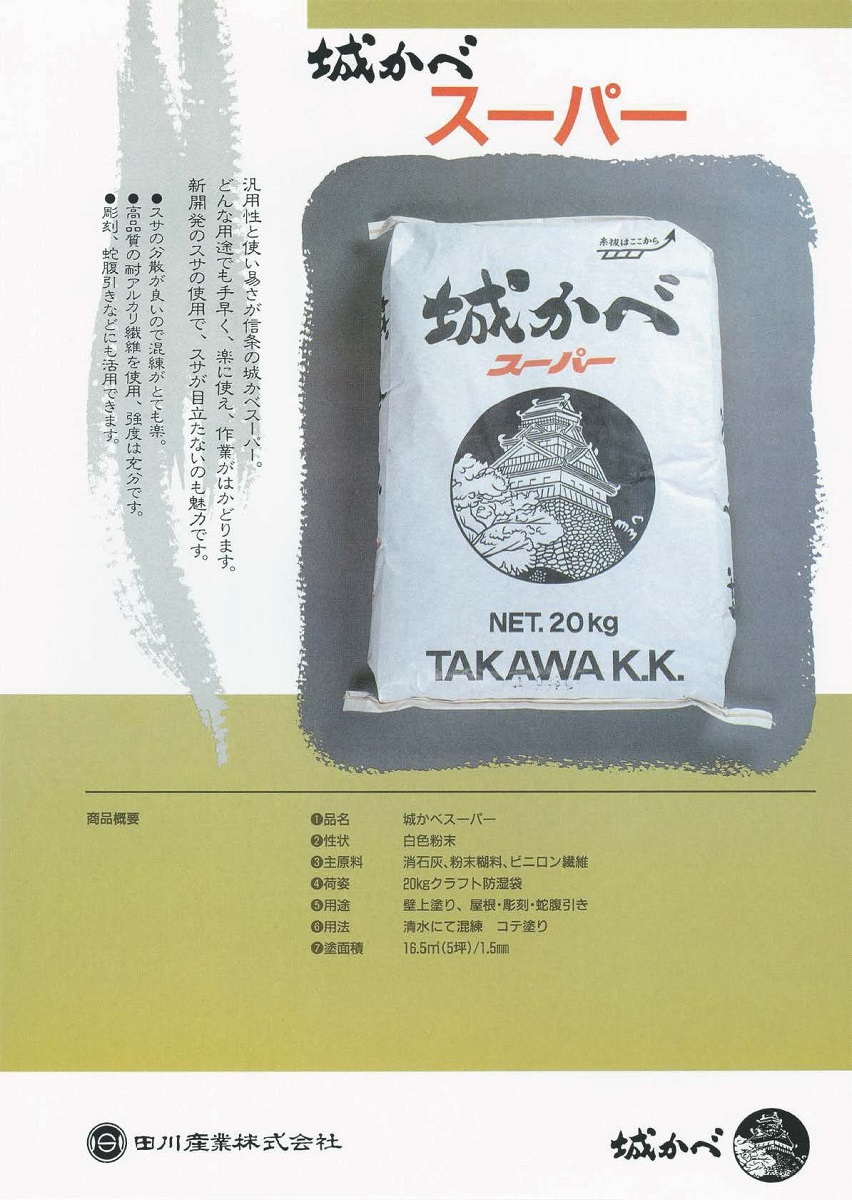 城かべ
スーパー
汎用性と使い易さが信条の城かべスーパー。
どんな用途でも手早く、楽に使え、作業がはかどります。
新開発のスサの使用で、スサが目立たないのも魅力です。
●スサの分散が良いので混練がとても楽。
●高品質の耐アルカリ繊維を使用、強度は充分です。
●彫刻、蛇腹引きなどにも活用できます。
糸抜はここから
城かべ
スーパー
NET. 20kg
TAKAWA K.K.
商品概要
❶品名 城かべスーパー
❷性状 白色粉末
❸主原料 消石灰、粉末糊料、ビニロン繊維
❹荷姿 20kgクラフト防湿袋
❺用途 壁上塗り、屋根・彫刻・蛇腹引き
❻用法 清水にて混練 コテ塗り
❼塗面積 16.5㎡(5坪)/1.5㎜
田川産業株式会社
城かべ